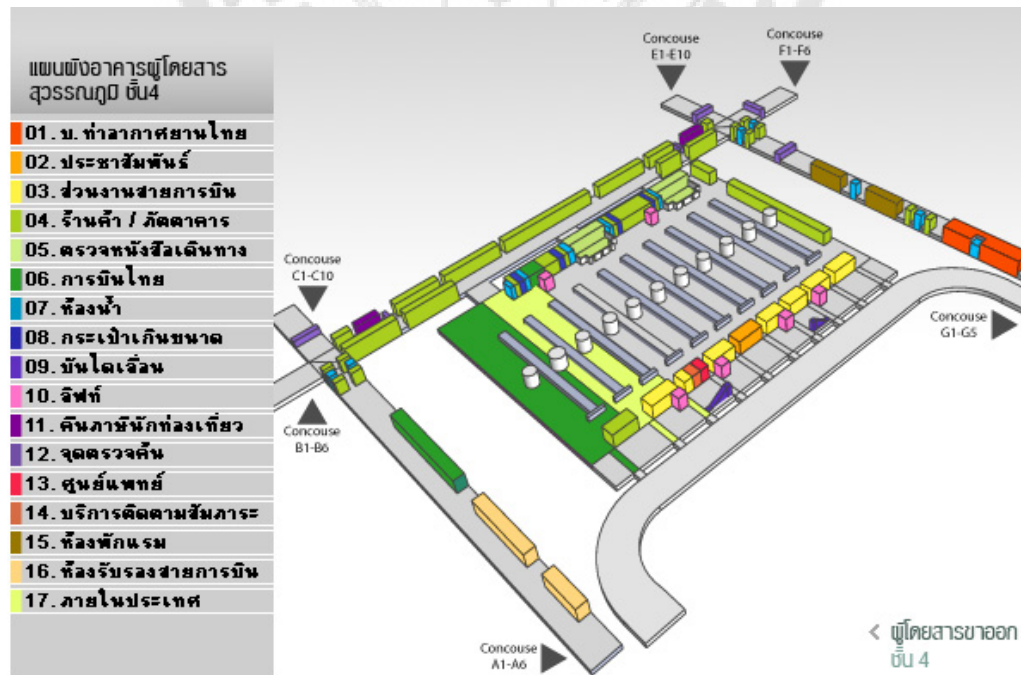 แผนผังอาคารผู้โดยสาร
สุวรรณภูมิ ชั้น4
01. บ. ท่าอากาศยานไทย
02. ประชาสัมพันธ์
03. ส่วนงานสายการบิน
04. ร้านค้า / ภัตตาคาร
05. ตรวจหนังสือเดินทาง
06. การบินไทย
07. ห้องน้ำ
08. กระเป๋าเกินขนาด
09. บันไดเลื่อน
10. ลิฟท์
11. คืนภาษีนักท่องเที่ยว
12. จุดตรวจค้น
13. ศูนย์แพทย์
14. บริการติดตามสัมภาระ
15. ห้องพักแรม
16. ห้องรับรองสายการบิน
17. ภายในประเทศ
Concouse
E1-E10
Concouse
F1-F6
Concouse
C1-C10
Concouse
G1-G5
Concouse
B1-B6
Concouse
A1-A6
< ผู้โดยสารขาออก
ชั้น 4